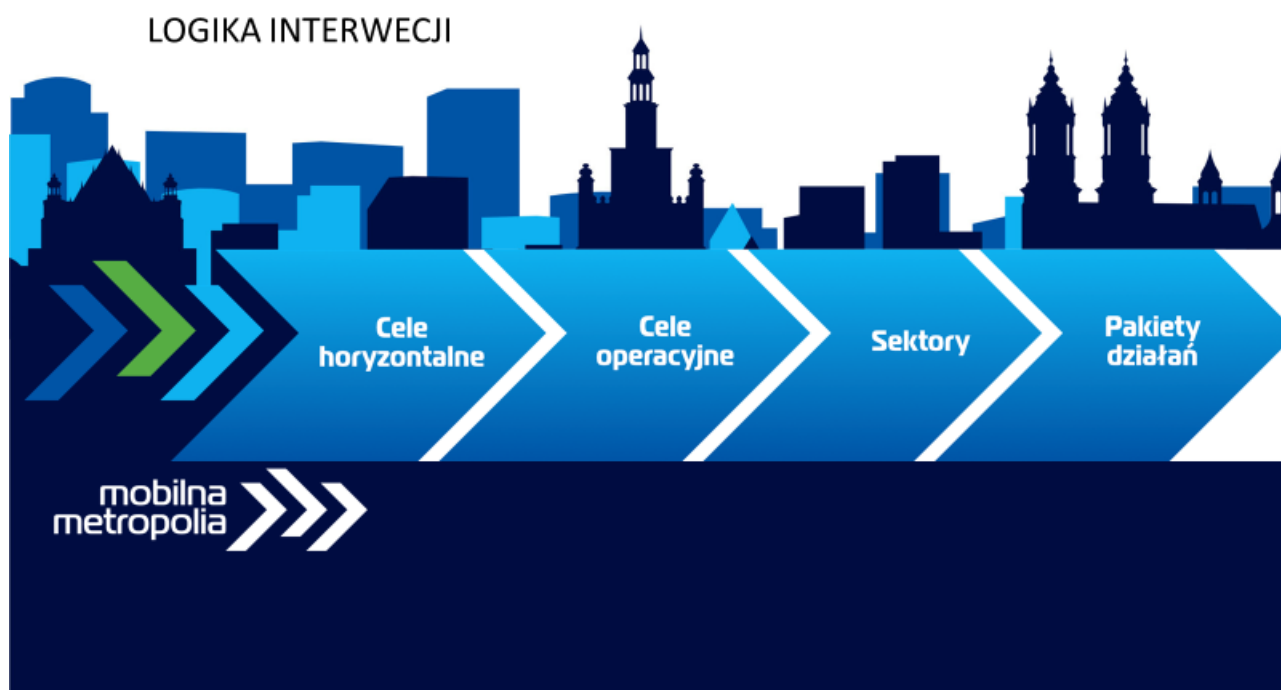 LOGIKA INTERWECJI
Cele
horyzontalne
Cele
operacyjne
Sektory
Pakiety
działań
mobilna
metropolia